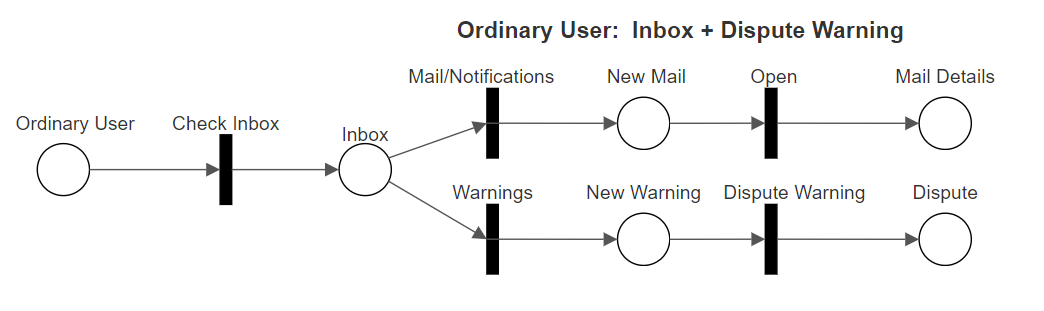 Ordinary User:  Inbox + Dispute Warning
Mail/Notifications
New Mail
Open
Mail Details
Ordinary User
Check Inbox
Inbox
Warnings
New Warning
Dispute Warning
Dispute